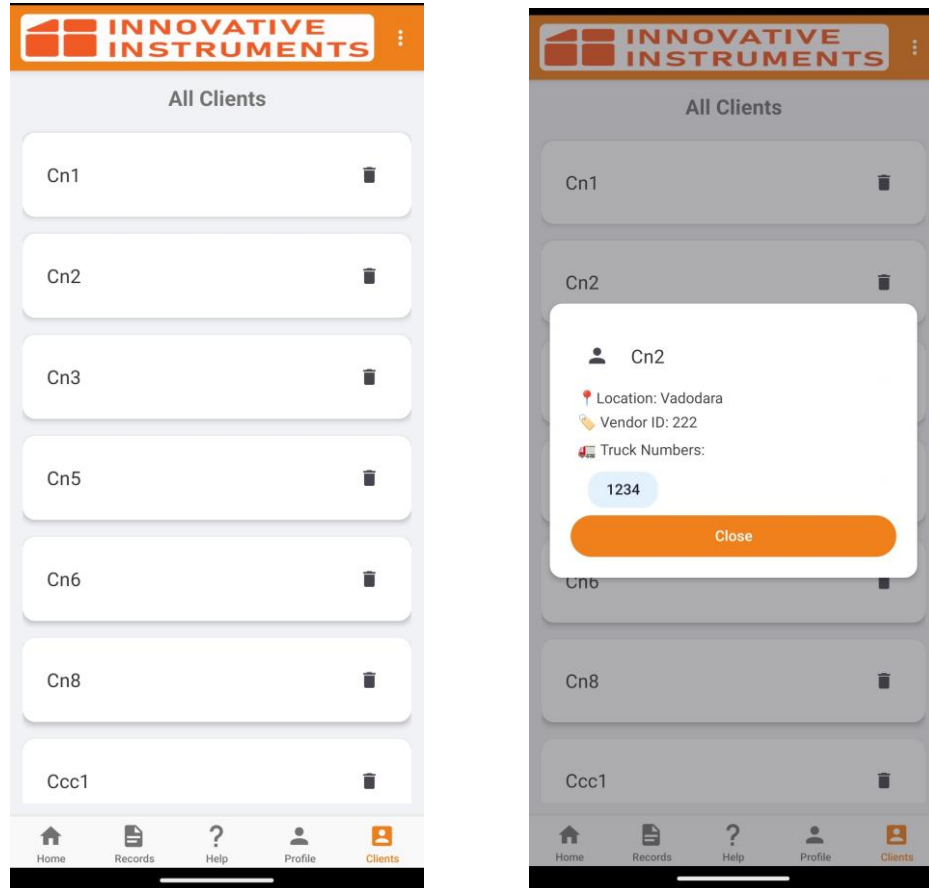 INNOVATIVE
INSTRUMENTS
All Clients
Cn1
Cn2
Cn3
Cn5
Cn6
Cn8
Ccc1
Home Records Help Profile Clients
INNOVATIVE
INSTRUMENTS
All Clients
Cn1
Cn2
Cn2
Location: Vadodara
Vendor ID: 222
Truck Numbers:
1234
Close
Cn6
Cn8
Ccc1
Home Records Help Profile Clients